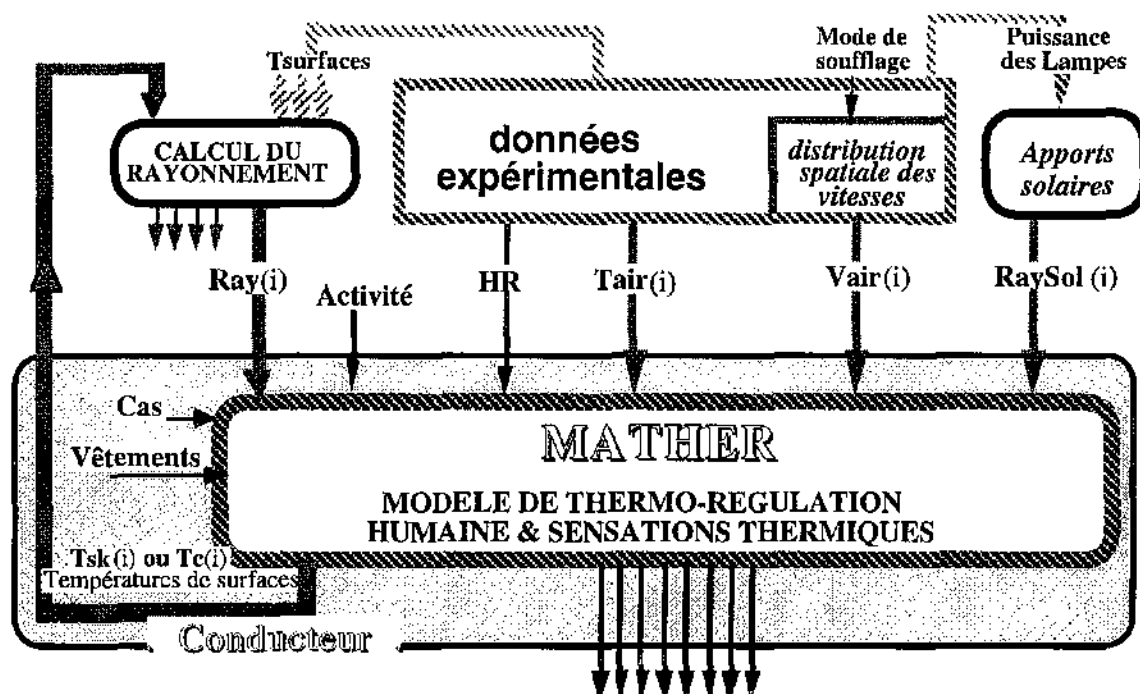 Tsurfaces
Mode de
soufflage
Puissance
des Lampes
CALCUL DU
RAYONNEMENT
données
expérimentales
distribution
spatiale des
vitesses
Apports
solaires
Ray(i)
Activité
HR
Tair(i)
Vair(i)
RaySol (i)
Cas
Vêtements
MATHER
MODELE DE THERMO-REGULATION
HUMAINE & SENSATIONS THERMIQUES
Tsk(i) ou Tc(i)
Températures de surfaces
Conducteur